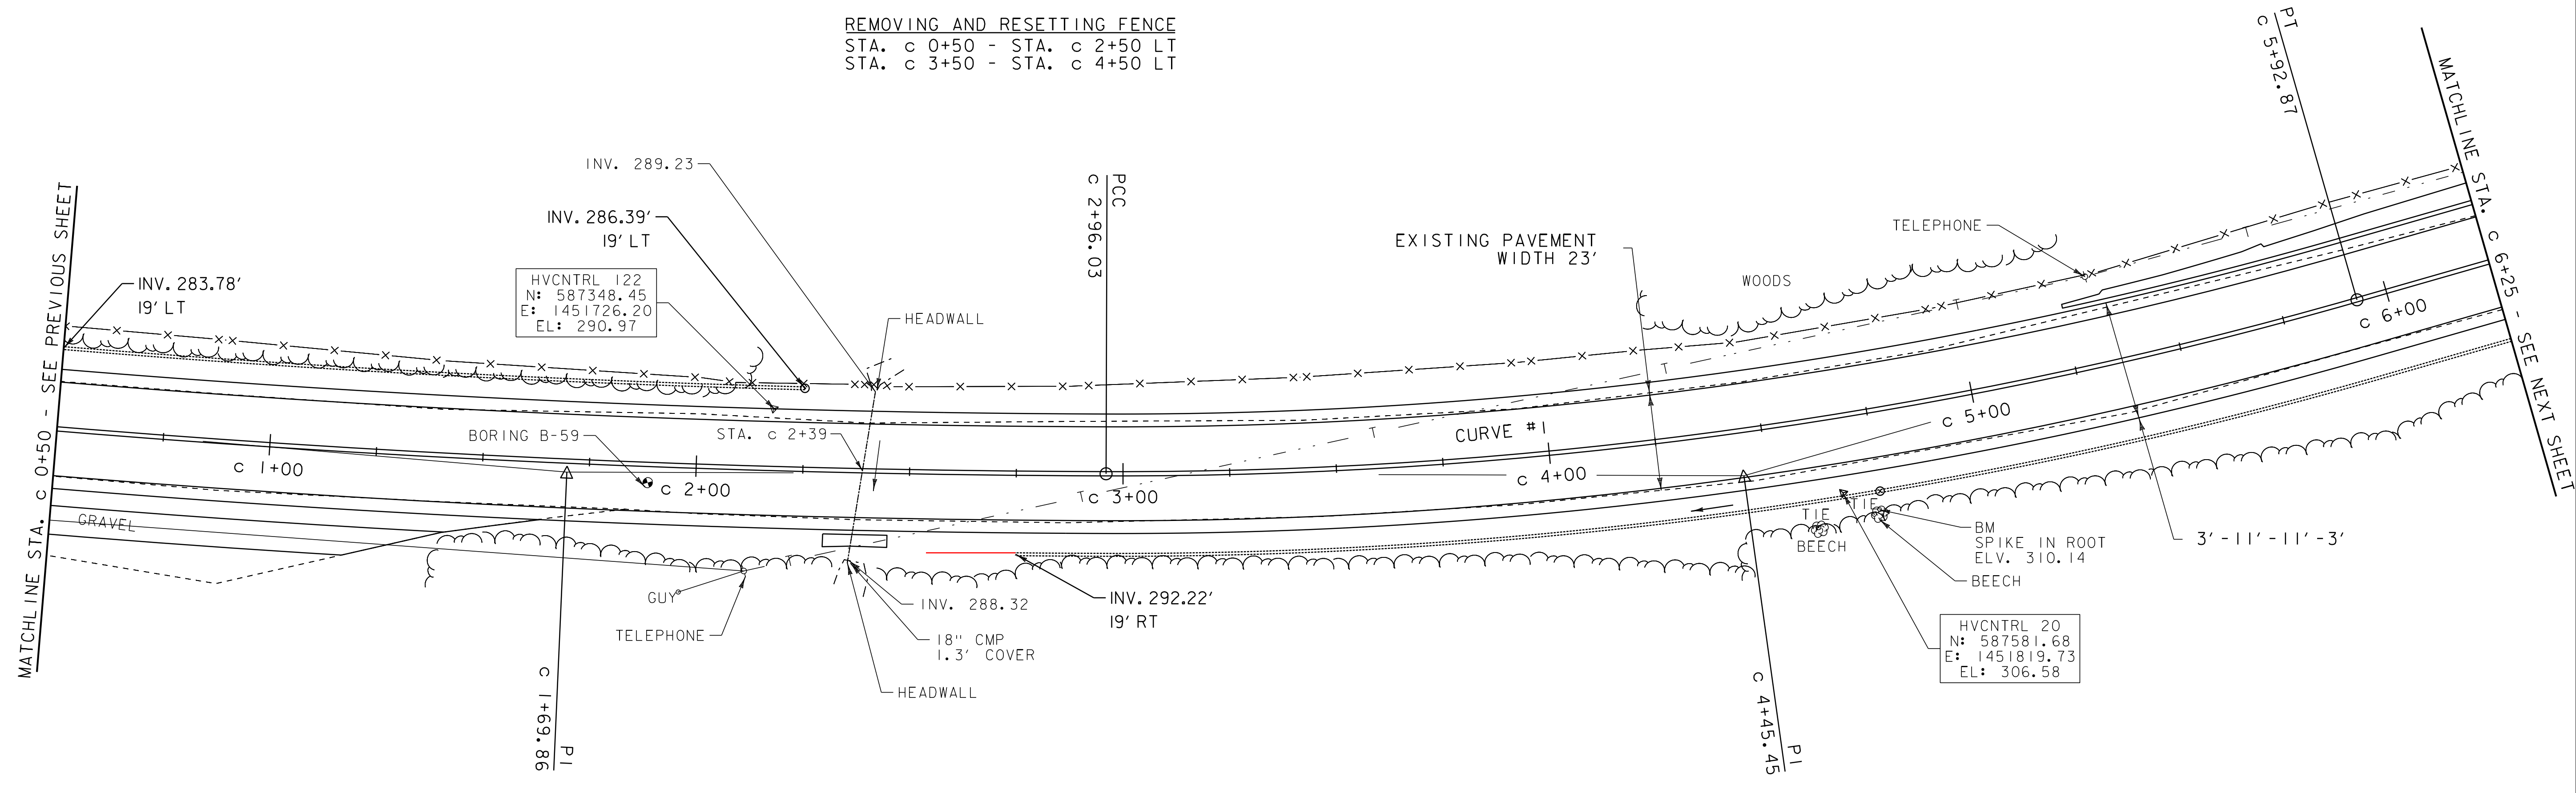 REMOVING AND RESETTING FENCE
STA. c 0+50 - STA. c 2+50 LT
STA. c 3+50 - STA. c 4+50 LT
MATCHLINE STA. c 0+50 - SEE PREVIOUS SHEET
INV. 283.78'
19' LT
INV. 289.23
INV. 286.39'
19' LT
HVCNTRL 122
N: 587348.45
E: 1451726.20
EL: 290.97
HEADWALL
PCC
c 2+96.03
EXISTING PAVEMENT
WIDTH 23'
WOODS
TELEPHONE
PT
c 5+92.87
MATCHLINE STA. c 6+25 - SEE NEXT SHEET
T
T
T
T
T
T
BORING B-59
STA. c 2+39
CURVE #1
c 1+00
c 2+00
c 3+00
c 4+00
c 5+00
c 6+00
GRAVEL
GUY
TELEPHONE
INV. 288.32
18" CMP
1.3' COVER
HEADWALL
INV. 292.22'
19' RT
PI
c 1+69.86
PI
c 4+45.45
TIE
TIE
BEECH
BM
SPIKE IN ROOT
ELV. 310.14
BEECH
3'-11'-11'-3'
HVCNTRL 20
N: 587581.68
E: 1451819.73
EL: 306.58